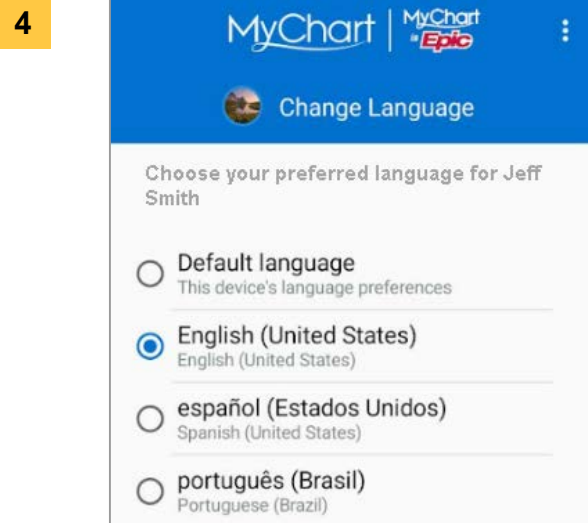 4
MyChart | MyChart
is Epic
Change Language
Choose your preferred language for Jeff
Smith
Default language
This device's language preferences
English (United States)
English (United States)
español (Estados Unidos)
Spanish (United States)
português (Brasil)
Portuguese (Brazil)